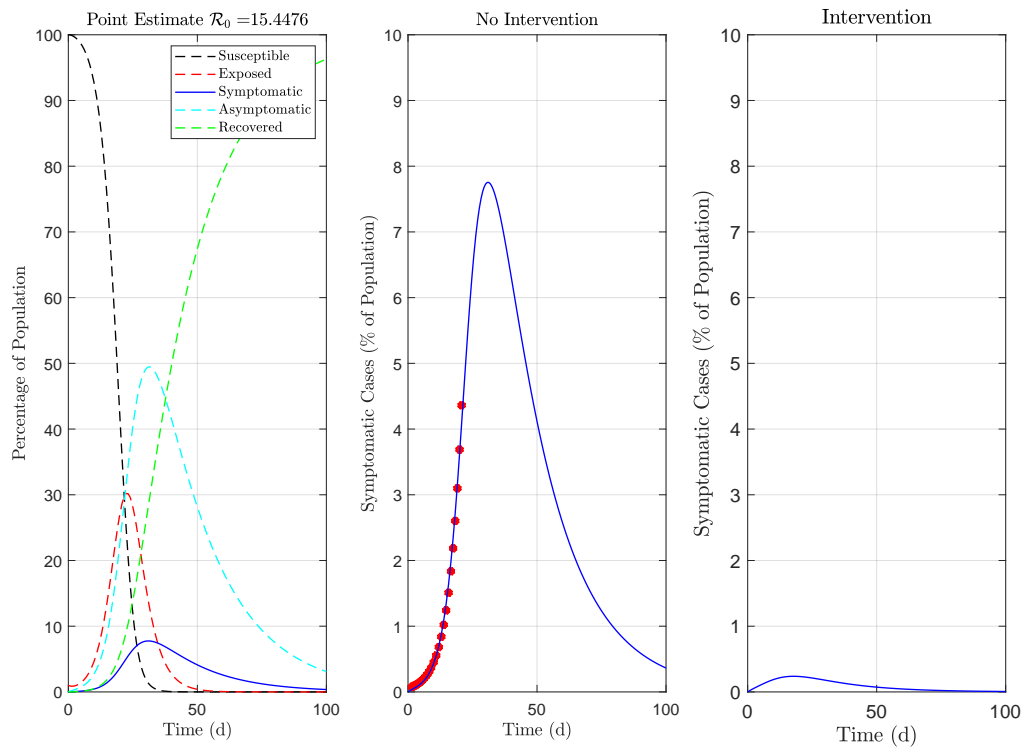 Point Estimate R₀ =15.4476
100
90
80
70
60
50
40
30
20
10
0
Percentage of Population
Susceptible
Exposed
Symptomatic
Asymptomatic
Recovered
0 50 100
Time (d)
No Intervention
10
9
8
7
6
5
4
3
2
1
0
Symptomatic Cases (% of Population)
0 50 100
Time (d)
Intervention
10
9
8
7
6
5
4
3
2
1
0
Symptomatic Cases (% of Population)
0 50 100
Time (d)